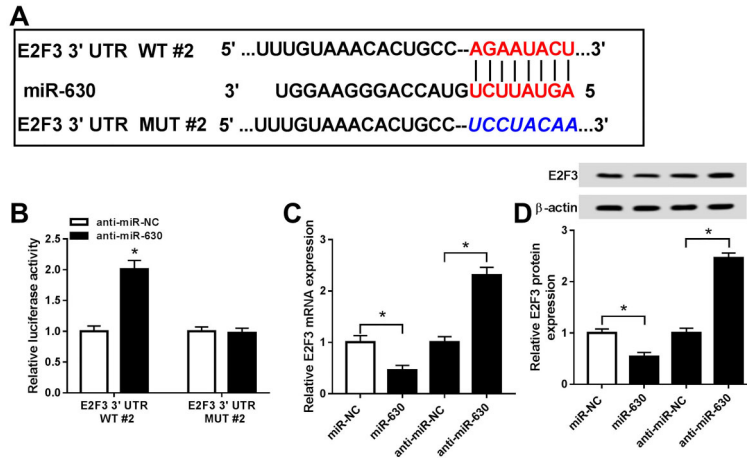 A
E2F3 3' UTR WT #2 5' ...UUUGUAAACACUGCC--AGAAUACU...3'
miR-630 3' UGGAAGGGACCAUGUCUUAUGA 5
E2F3 3' UTR MUT #2 5' ...UUUGUAAACACUGCC--UCCUACAA...3'
B
anti-miR-NC
anti-miR-630
Relative luciferase activity
2.5
2.0
1.5
1.0
0.5
0.0
*
E2F3 3' UTR WT #2
E2F3 3' UTR MUT #2
C
Relative E2F3 mRNA expression
3
2
1
0
*
*
miR-NC
miR-630
anti-miR-NC
anti-miR-630
D
E2F3
β-actin
Relative E2F3 protein expression
3
2
1
0
*
*
miR-NC
miR-630
anti-miR-NC
anti-miR-630